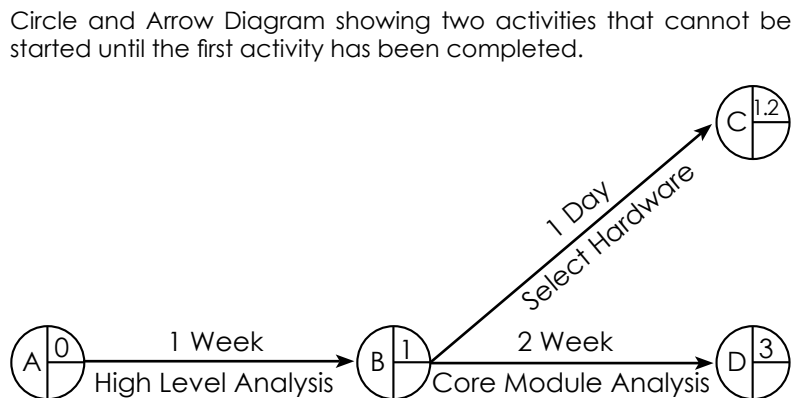 Circle and Arrow Diagram showing two activities that cannot be
started until the first activity has been completed.
C 1.2
1 Day
Select Hardware
A 0
1 Week
High Level Analysis
B 1
2 Week
Core Module Analysis
D 3